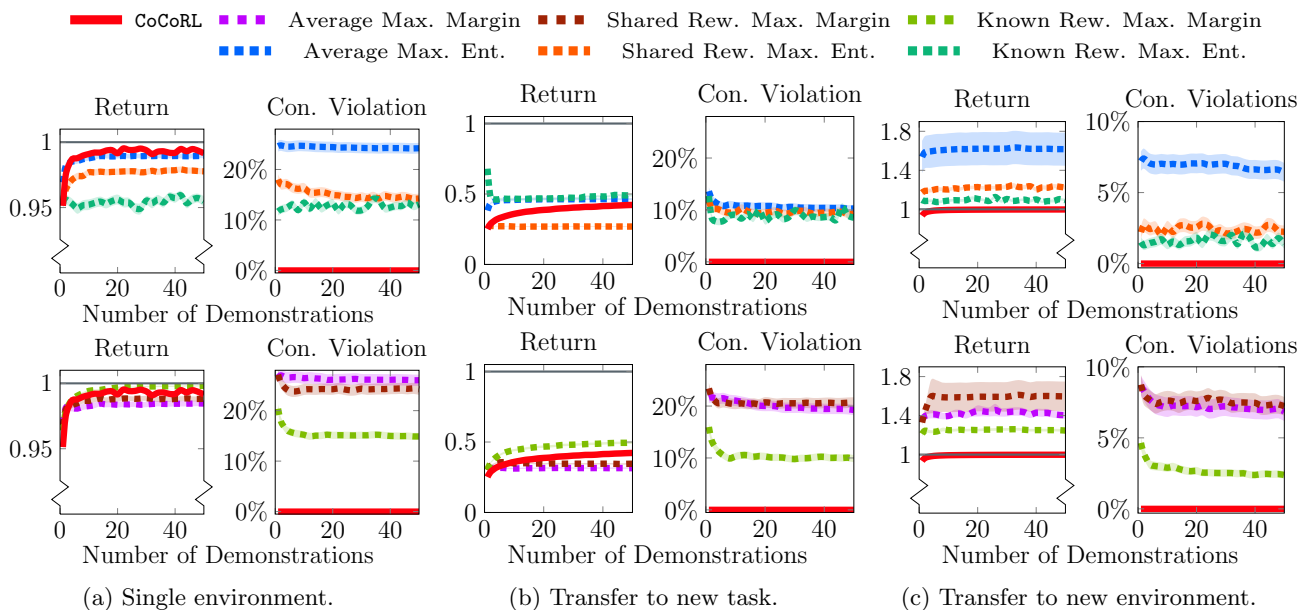 CoCoRL Average Max. Margin Shared Rew. Max. Margin Known Rew. Max. Margin
Average Max. Ent. Shared Rew. Max. Ent. Known Rew. Max. Ent.
Return Con. Violation Return Con. Violation Return Con. Violations
1 0.95
0 20 40
20% 10% 0%
0 20 40
Number of Demonstrations
1 0.5 0
0 20 40
20% 10% 0%
0 20 40
Number of Demonstrations
1.8 1.4 1
0 20 40
10% 5% 0%
0 20 40
Number of Demonstrations
Return Con. Violation Return Con. Violation Return Con. Violations
1 0.95
0 20 40
20% 10% 0%
0 20 40
Number of Demonstrations
1 0.5 0
0 20 40
20% 10% 0%
0 20 40
Number of Demonstrations
1.8 1.4 1
0 20 40
10% 5% 0%
0 20 40
Number of Demonstrations
(a) Single environment. (b) Transfer to new task. (c) Transfer to new environment.